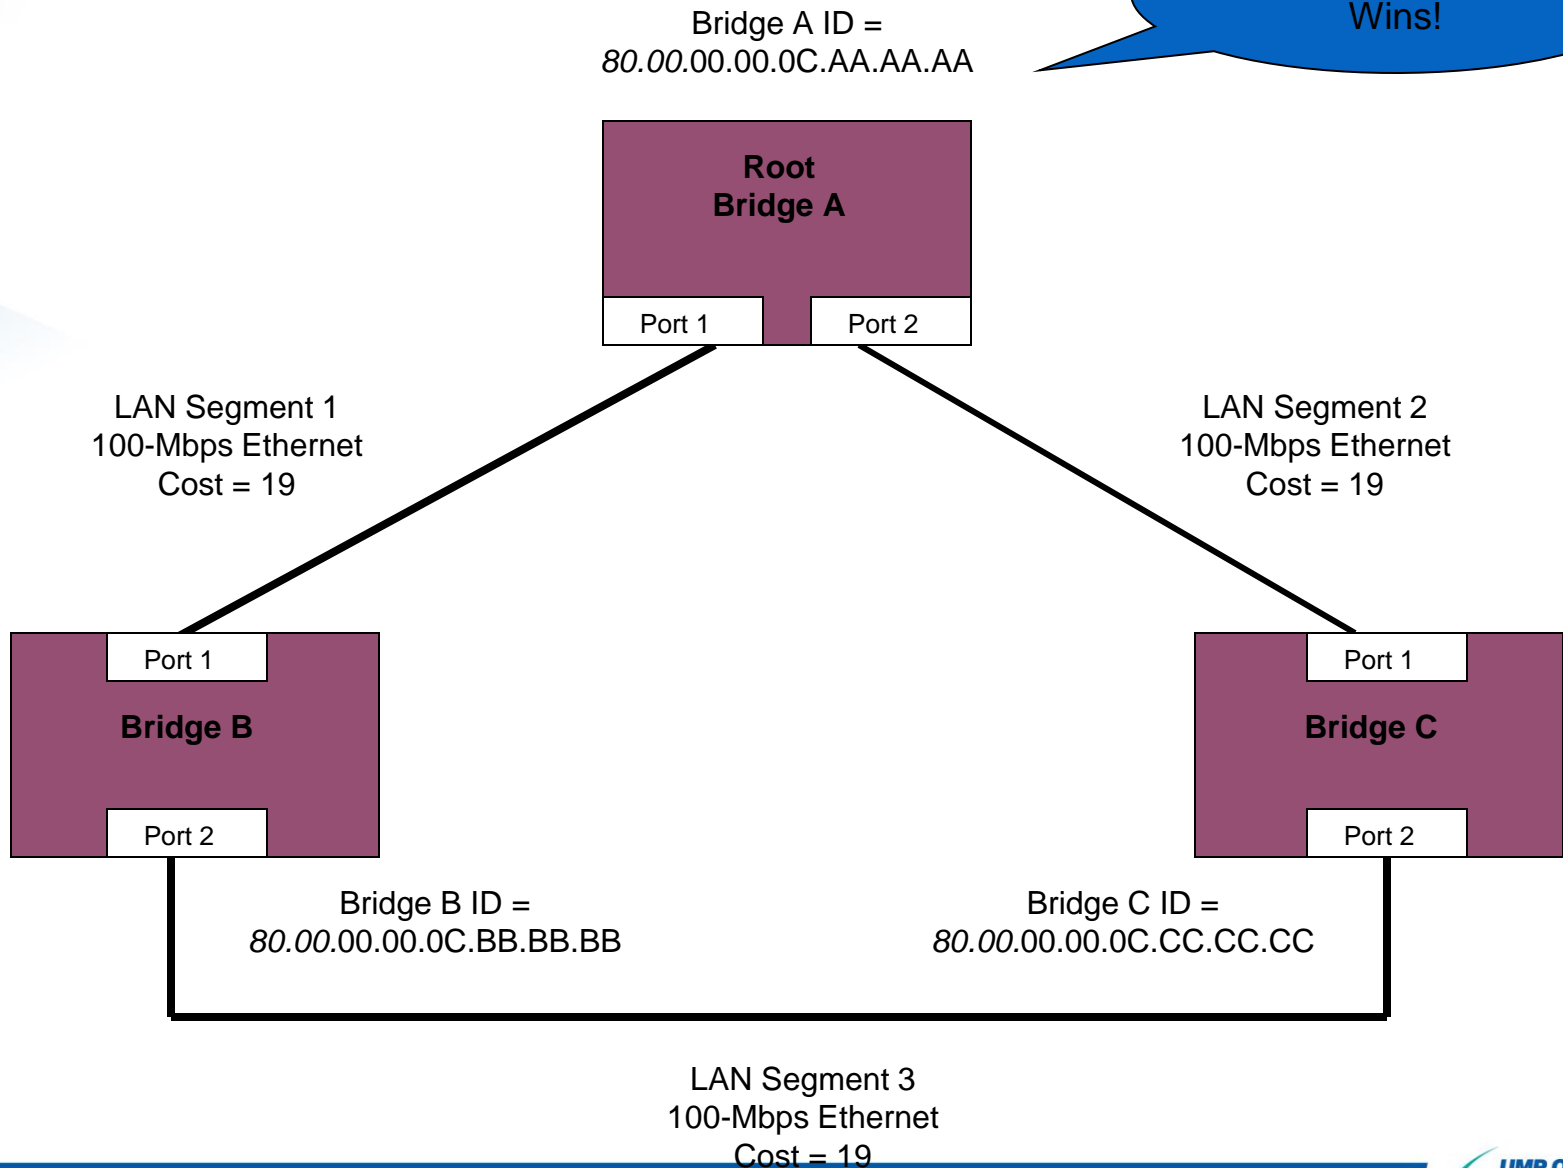 Wins!
Bridge A ID =
80.00.00.00.0C.AA.AA.AA
Root
Bridge A
Port 1
Port 2
LAN Segment 1
100-Mbps Ethernet
Cost = 19
LAN Segment 2
100-Mbps Ethernet
Cost = 19
Port 1
Bridge B
Port 2
Port 1
Bridge C
Port 2
Bridge B ID =
80.00.00.00.0C.BB.BB.BB
Bridge C ID =
80.00.00.00.0C.CC.CC.CC
LAN Segment 3
100-Mbps Ethernet
Cost = 19